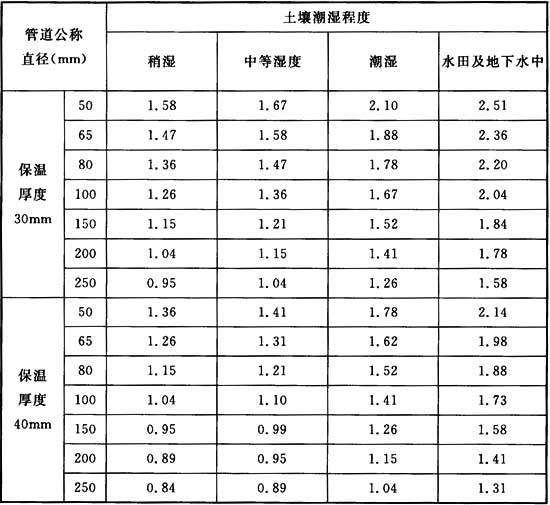 管道公称
直径(mm)
土壤潮湿程度
稍湿 中等湿度 潮湿 水田及地下水中
保温
厚度
30mm
50 1.58 1.67 2.10 2.51
65 1.47 1.58 1.88 2.36
80 1.36 1.47 1.78 2.20
100 1.26 1.36 1.67 2.04
150 1.15 1.21 1.52 1.84
200 1.04 1.15 1.41 1.78
250 0.95 1.04 1.26 1.58
保温
厚度
40mm
50 1.36 1.41 1.78 2.14
65 1.26 1.31 1.62 1.98
80 1.15 1.21 1.52 1.88
100 1.04 1.10 1.41 1.73
150 0.95 0.99 1.26 1.58
200 0.89 0.95 1.15 1.41
250 0.84 0.89 1.04 1.31